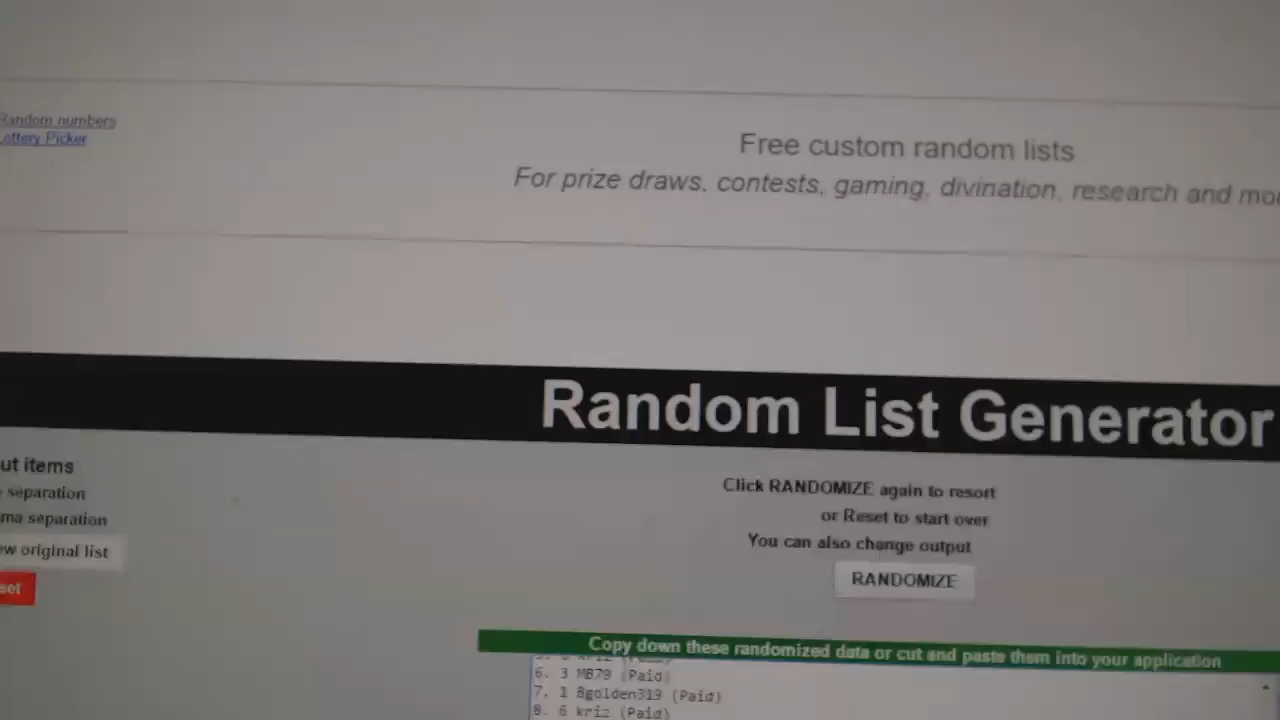 Random numbers
Lottery Picker
Free custom random lists
For prize draws, contests, gaming, divination, research and mo
Random List Generator
ut items
separation
ma separation
ew original list
set
Click RANDOMIZE again to resort
or Reset to start over
You can also change output
RANDOMIZE
Copy down these randomized data or cut and paste them into your application
6. 3 MB79 (Paid)
7. 1 Bgolden319 (Paid)
8. 6 kriz (Paid)